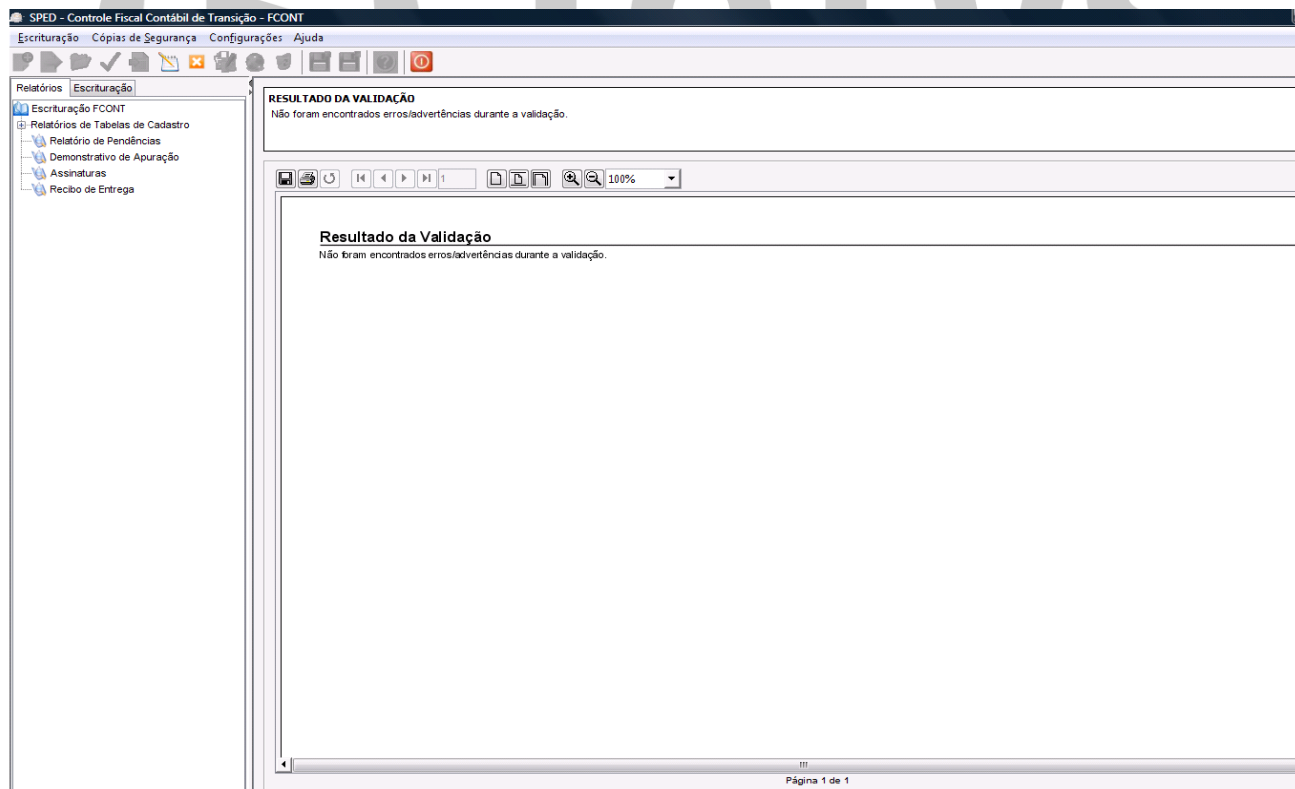 SPED - Controle Fiscal Contábil de Transição - FCONT
Escrituração Cópias de Segurança Configurações Ajuda
Relatórios Escrituração
Escrituração FCONT
Relatórios de Tabelas de Cadastro
Relatório de Pendências
Demonstrativo de Apuração
Assinaturas
Recibo de Entrega
RESULTADO DA VALIDAÇÃO
Não foram encontrados erros/advertências durante a validação.
1 100%
Resultado da Validação
Não foram encontrados erros/advertências durante a validação.
Página 1 de 1